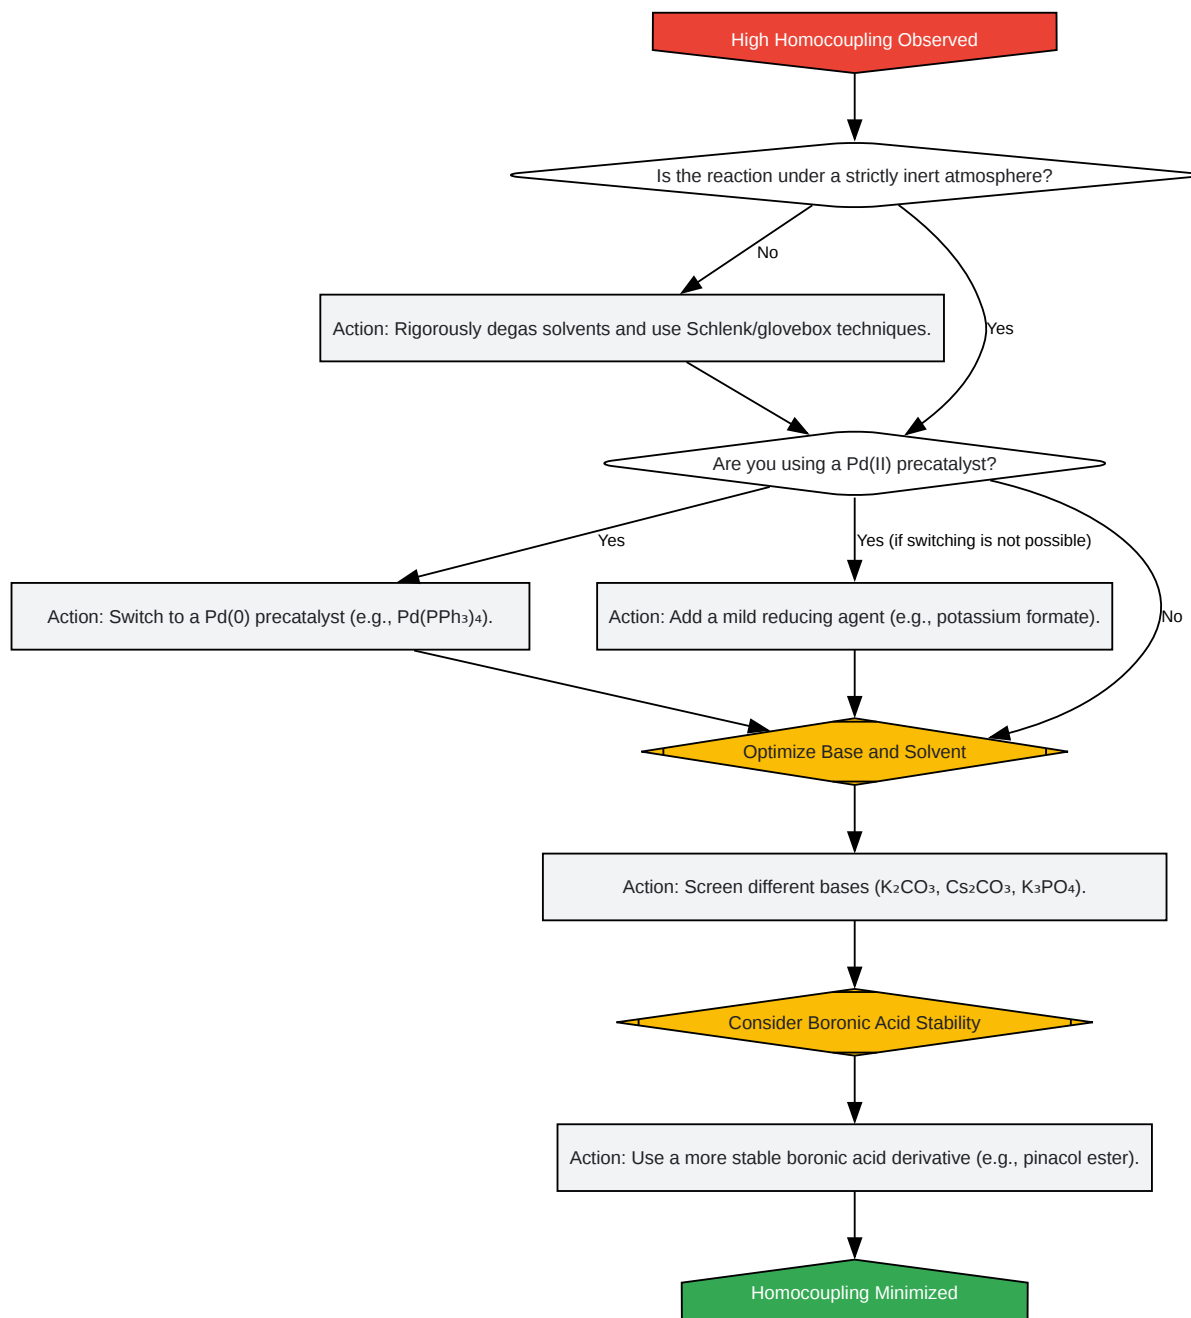 High Homocoupling Observed
Is the reaction under a strictly inert atmosphere?
No
Action: Rigorously degas solvents and use Schlenk/glovebox techniques.
Yes
Are you using a Pd(II) precatalyst?
Yes
Yes (if switching is not possible)
Action: Switch to a Pd(0) precatalyst (e.g., Pd(PPh₃)₄).
Action: Add a mild reducing agent (e.g., potassium formate).
No
Optimize Base and Solvent
Action: Screen different bases (K₂CO₃, Cs₂CO₃, K₃PO₄).
Consider Boronic Acid Stability
Action: Use a more stable boronic acid derivative (e.g., pinacol ester).
Homocoupling Minimized